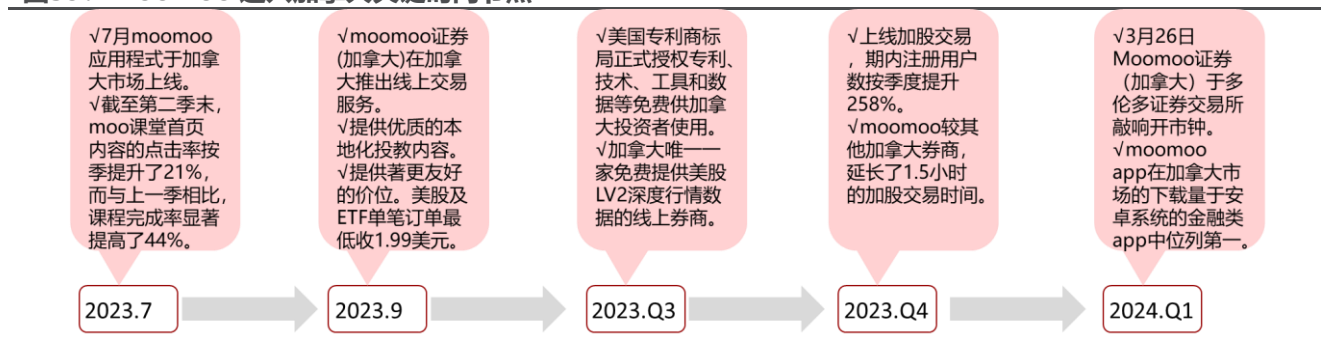 √7月moomoo
应用程式于加拿
大市场上线。
√截至第二季末，
moo课堂首页
内容的点击率按
季提升了21%，
而与上一季相比，
课程完成率显著
提高了44%。
√moomoo证券
(加拿大)在加拿
大推出线上交易
服务。
√提供优质的本
地化投教内容。
√提供著更友好
的价位。美股及
ETF单笔订单最
低收1.99美元。
√美国专利商标
局正式授权专利、
技术、工具和数
据等免费供加拿
大投资者使用。
√加拿大唯一一
家免费提供美股
LV2深度行情数
据的线上券商。
√上线加股交易
，期内注册用户
数按季度提升
258%。
√moomoo较其
他加拿大券商，
延长了1.5小时
的加股交易时间。
√3月26日
Moomoo证券
（加拿大）于多
伦多证券交易所
敲响开市钟。
√moomoo
app在加拿大市
场的下载量于安
卓系统的金融类
app中位列第一。
2023.7
2023.9
2023.Q3
2023.Q4
2024.Q1